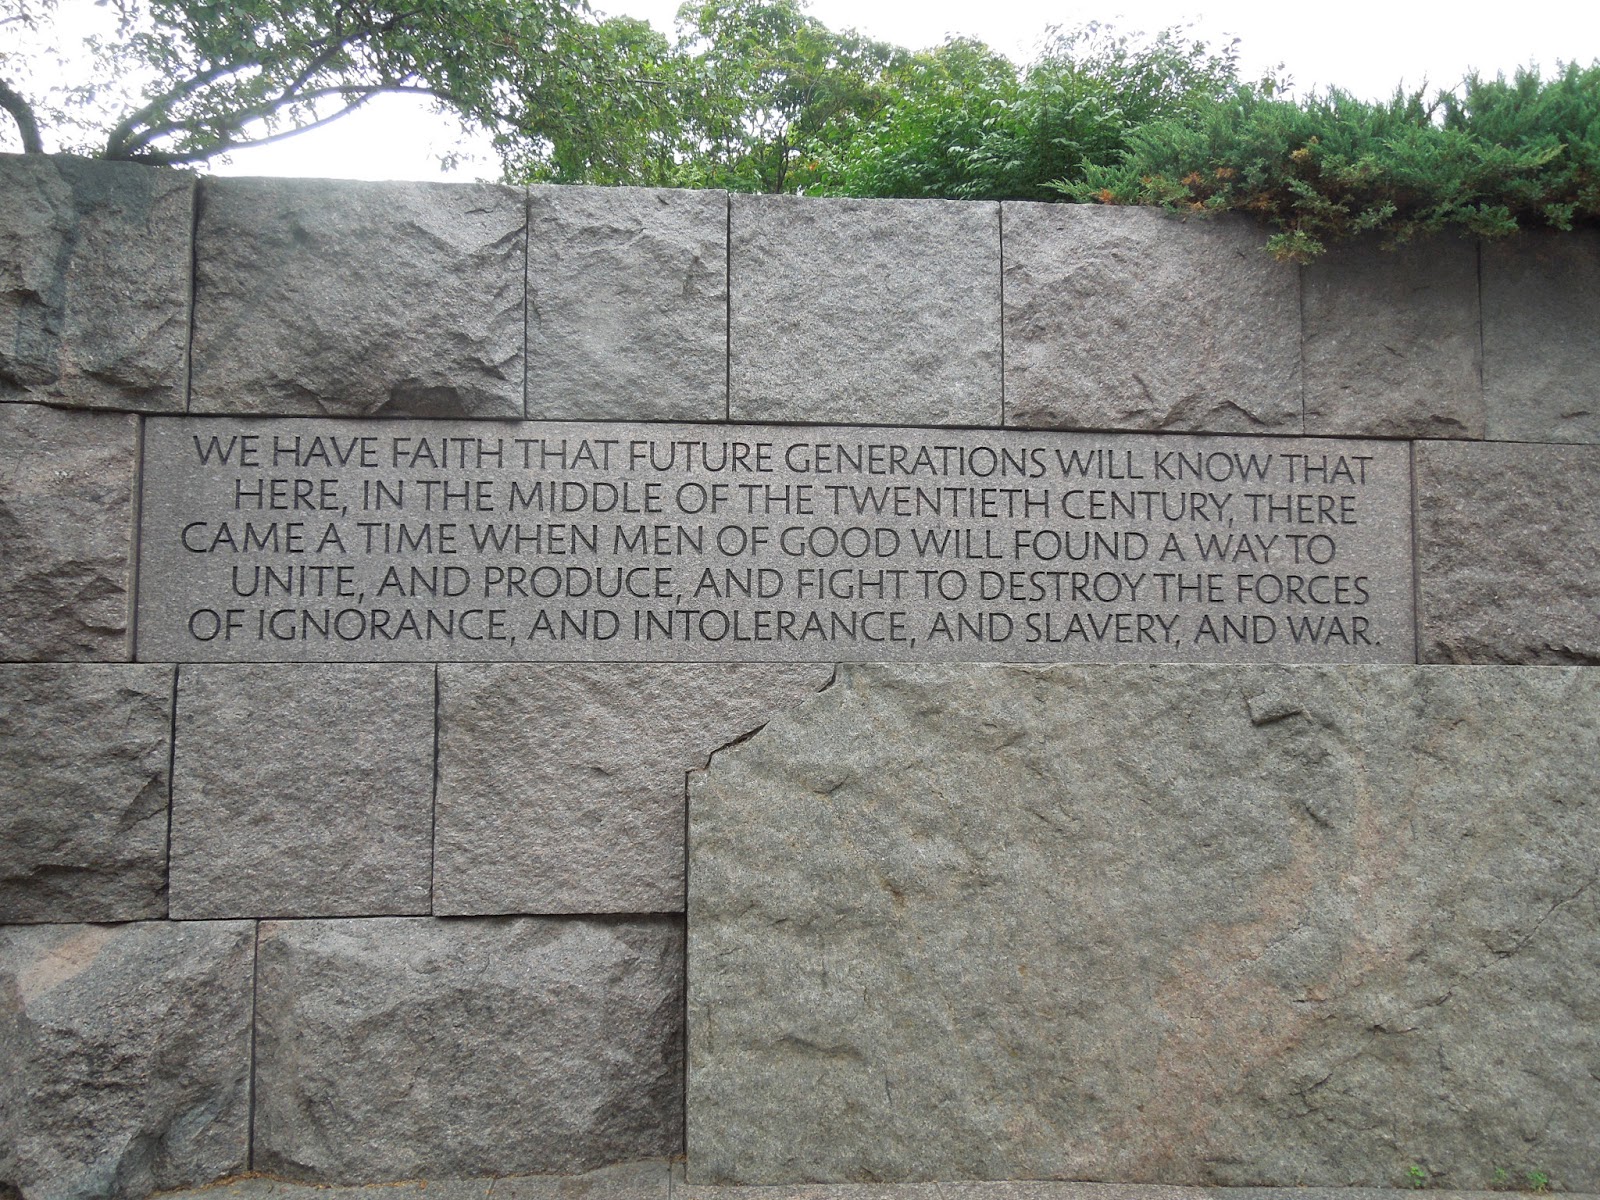 WE HAVE FAITH THAT FUTURE GENERATIONS WILL KNOW THAT
HERE, IN THE MIDDLE OF THE TWENTIETH CENTURY, THERE
CAME A TIME WHEN MEN OF GOOD WILL FOUND A WAY TO
UNITE, AND PRODUCE, AND FIGHT TO DESTROY THE FORCES
OF IGNORANCE, AND INTOLERANCE, AND SLAVERY, AND WAR.